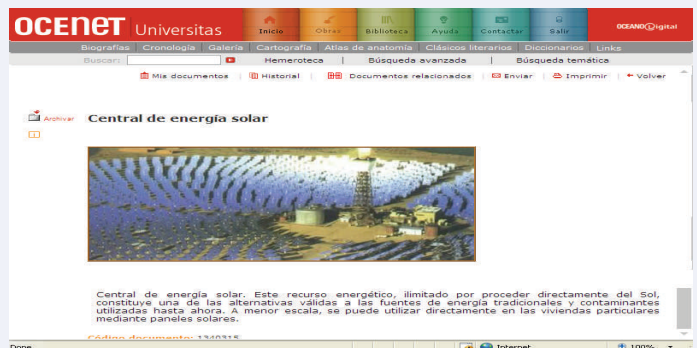 OCENET Universitas
Inicio Obras Biblioteca Ayuda Contactar Salir OCEANO Digital
Biografías Cronología Galería Cartografía Atlas de anatomía Clásicos literarios Diccionarios Links
Buscar: Hemeroteca | Búsqueda avanzada | Búsqueda temática
Mis documentos | Historial | Documentos relacionados | Enviar | Imprimir | Volver
Archivar Central de energía solar
Central de energía solar. Este recurso energético, ilimitado por proceder directamente del Sol,
constituye una de las alternativas válidas a las fuentes de energía tradicionales y contaminantes
utilizadas hasta ahora. A menor escala, se puede utilizar directamente en las viviendas particulares
mediante paneles solares.
Código documento: 1340315
Done Internet 100%